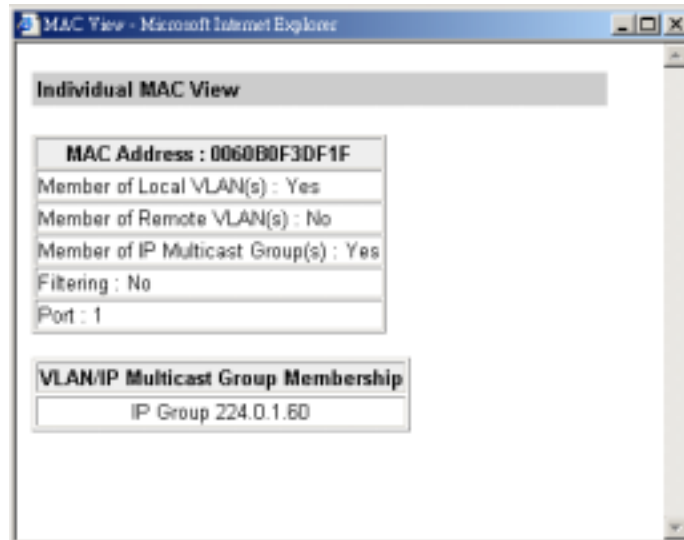 MAC View - Microsoft Internet Explorer
Individual MAC View
MAC Address : 0060B0F3DF1F
Member of Local VLAN(s) : Yes
Member of Remote VLAN(s) : No
Member of IP Multicast Group(s) : Yes
Filtering : No
Port : 1
VLAN/IP Multicast Group Membership
IP Group 224.0.1.60